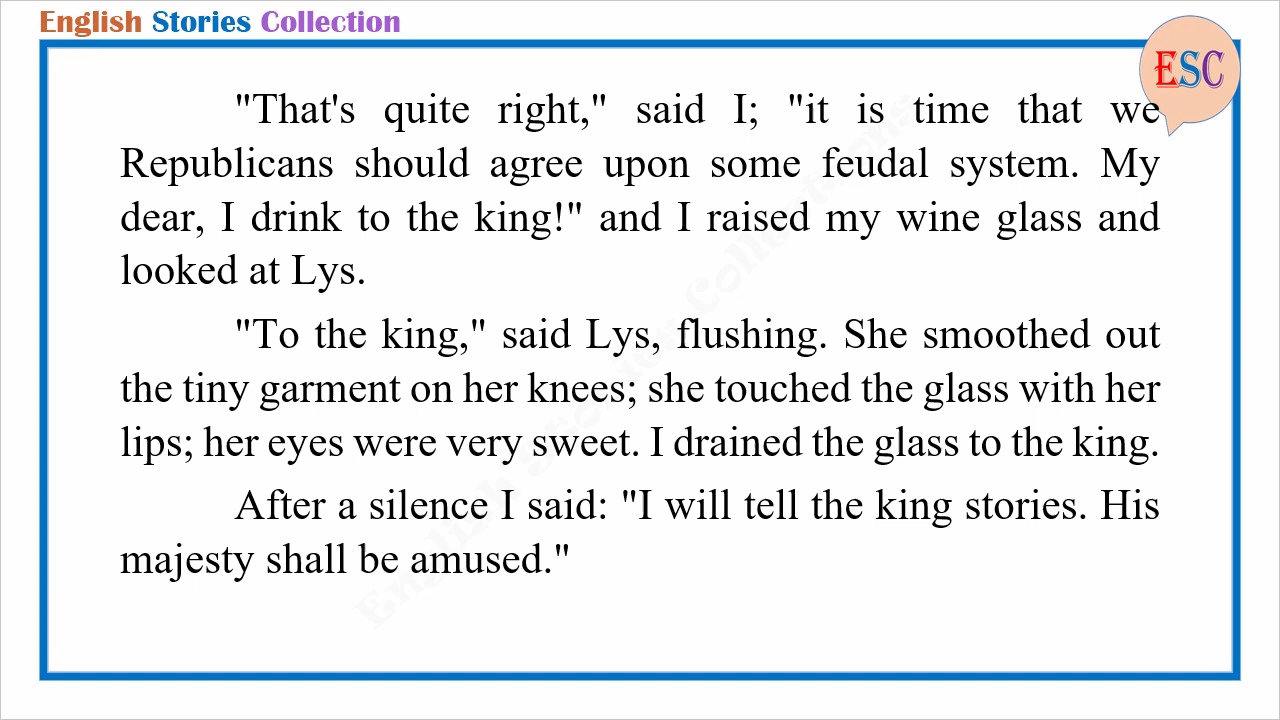 English Stories Collection
ESC
"That's quite right," said I; "it is time that we
Republicans should agree upon some feudal system. My
dear, I drink to the king!" and I raised my wine glass and
looked at Lys.
"To the king," said Lys, flushing. She smoothed out
the tiny garment on her knees; she touched the glass with her
lips; her eyes were very sweet. I drained the glass to the king.
After a silence I said: "I will tell the king stories. His
majesty shall be amused."
English Stories Collections